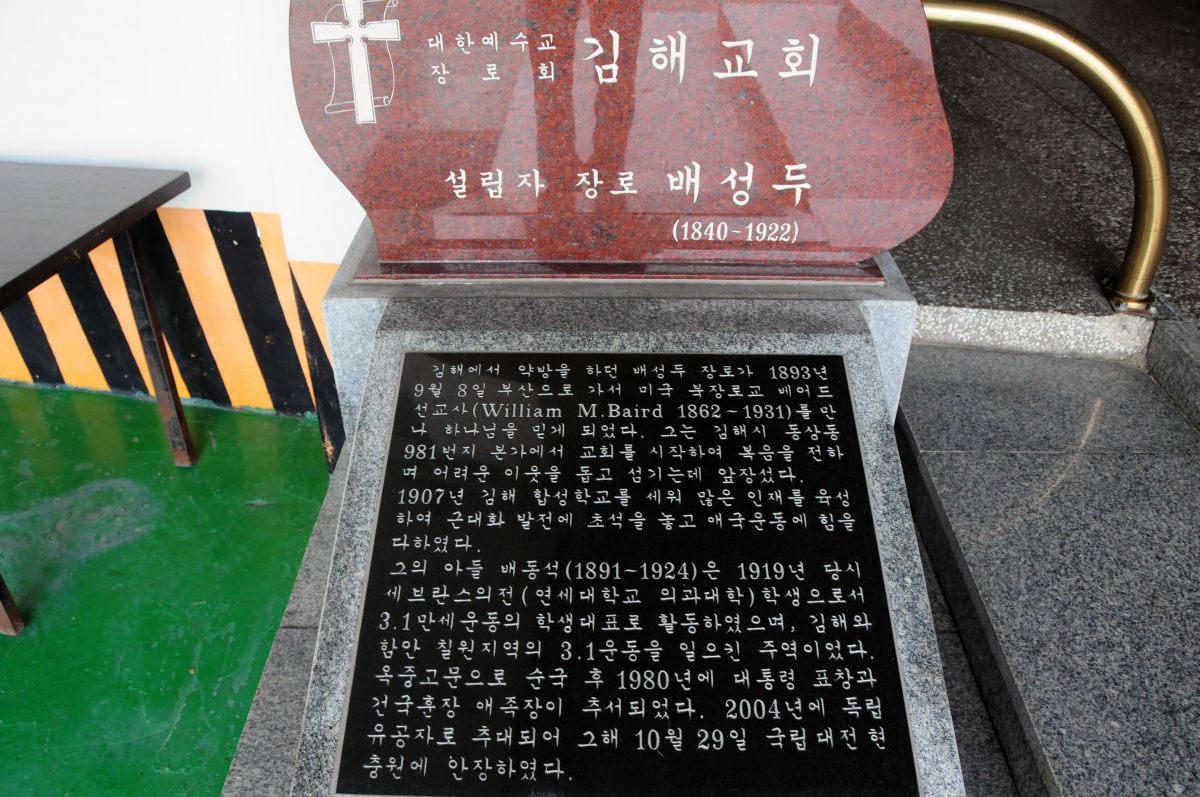 대한예수교
장로회
김해교회
설립자 장로 배성두
(1840~1922)
김해에서 약방을 하던 배성두 장로가 1893년
9월 8일 부산으로 가서 미국 북장로교 베어드
선교사(William M.Baird 1862~1931)를 만
나 하나님을 믿게 되었다. 그는 김해시 동상동
981번지 본가에서 교회를 시작하여 복음을 전하
며 어려운 이웃을 돕고 섬기는데 앞장섰다.
1907년 김해 합성학교를 세워 많은 인재를 육성
하여 근대화 발전에 초석을 놓고 애국운동에 힘을
다하였다.
그의 아들 배동석(1891~1924)은 1919년 당시
세브란스의전(연세대학교 의과대학)학생으로서
3.1만세운동의 학생대표로 활동하였으며, 김해와
함안 칠원지역의 3.1운동을 일으킨 주역이었다.
옥중고문으로 순국 후 1980년에 대통령 표창과
건국훈장 애족장이 추서되었다. 2004년에 독립
유공자로 추대되어 그해 10월 29일 국립대전현
충원에 안장하였다.